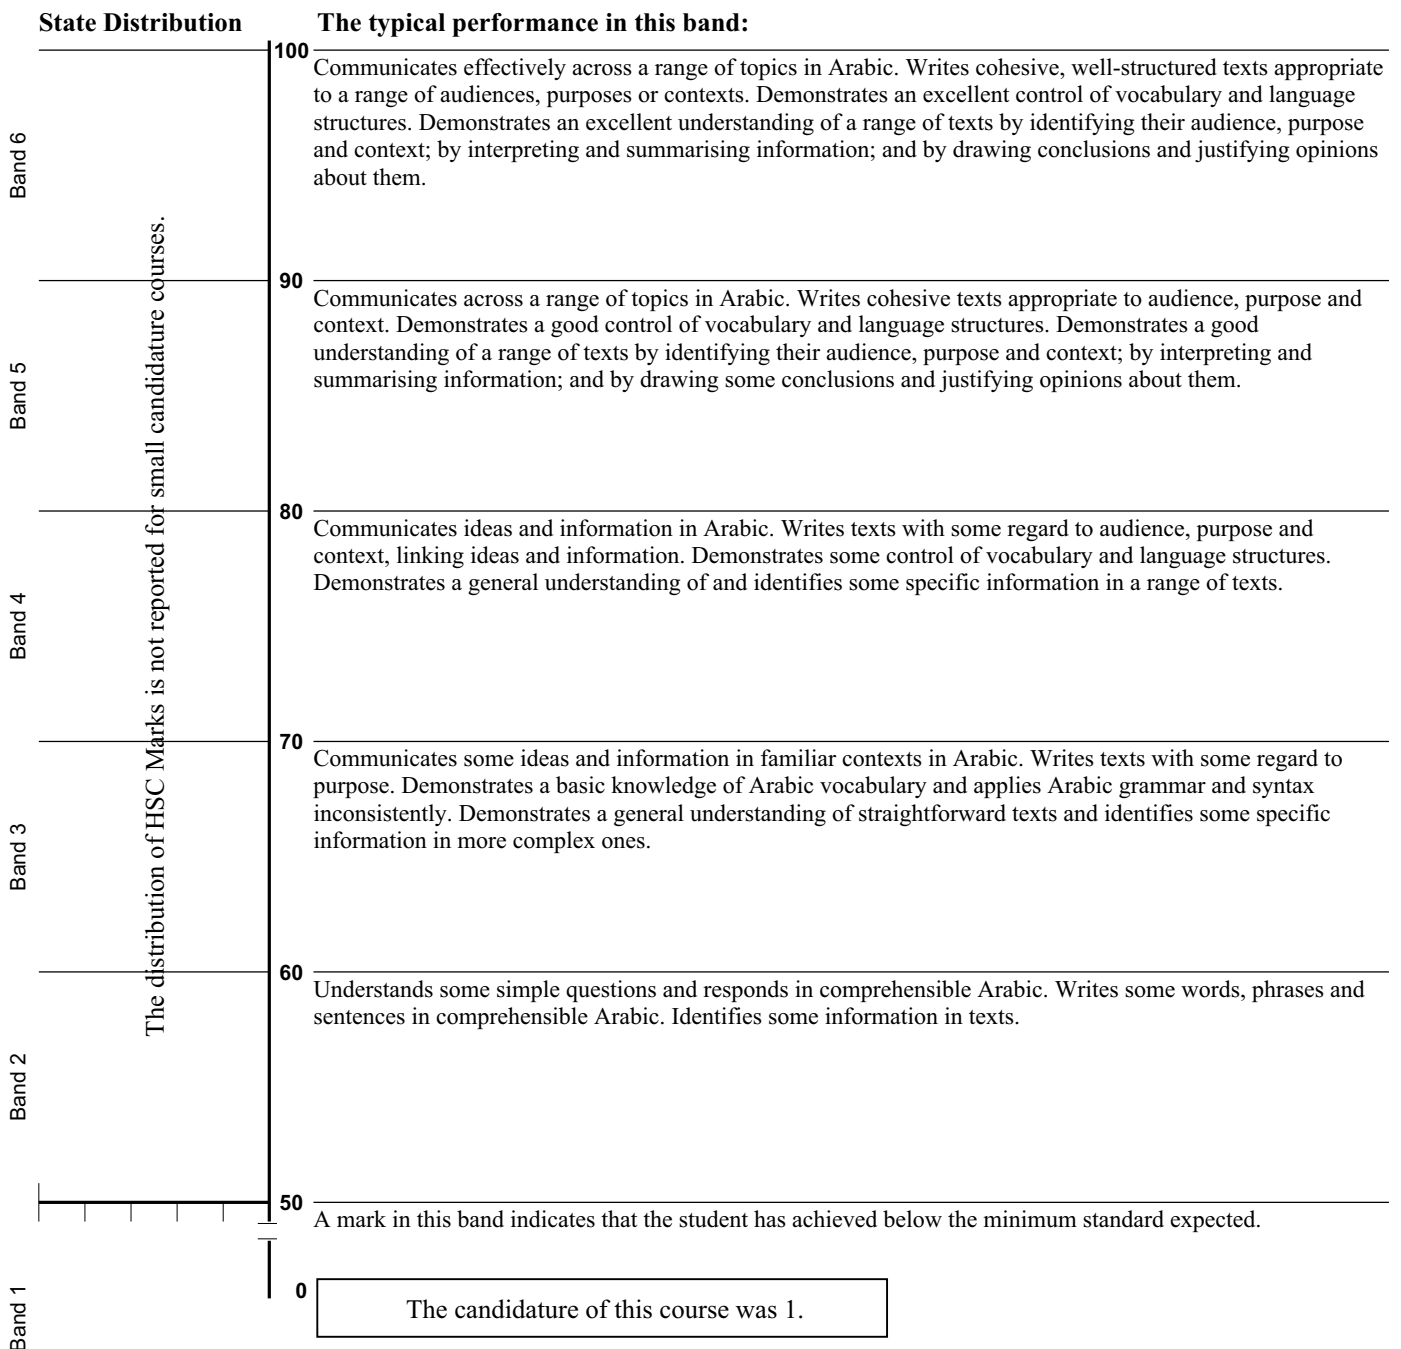 State Distribution
The typical performance in this band:
100
Communicates effectively across a range of topics in Arabic. Writes cohesive, well-structured texts appropriate
to a range of audiences, purposes or contexts. Demonstrates an excellent control of vocabulary and language
structures. Demonstrates an excellent understanding of a range of texts by identifying their audience, purpose
and context; by interpreting and summarising information; and by drawing conclusions and justifying opinions
about them.
Band 6
90
Communicates across a range of topics in Arabic. Writes cohesive texts appropriate to audience, purpose and
context. Demonstrates a good control of vocabulary and language structures. Demonstrates a good
understanding of a range of texts by identifying their audience, purpose and context; by interpreting and
summarising information; and by drawing some conclusions and justifying opinions about them.
Band 5
80
Communicates ideas and information in Arabic. Writes texts with some regard to audience, purpose and
context, linking ideas and information. Demonstrates some control of vocabulary and language structures.
Demonstrates a general understanding of and identifies some specific information in a range of texts.
Band 4
The distribution of HSC Marks is not reported for small candidature courses.
70
Communicates some ideas and information in familiar contexts in Arabic. Writes texts with some regard to
purpose. Demonstrates a basic knowledge of Arabic vocabulary and applies Arabic grammar and syntax
inconsistently. Demonstrates a general understanding of straightforward texts and identifies some specific
information in more complex ones.
Band 3
60
Understands some simple questions and responds in comprehensible Arabic. Writes some words, phrases and
sentences in comprehensible Arabic. Identifies some information in texts.
Band 2
50
A mark in this band indicates that the student has achieved below the minimum standard expected.
0
Band 1
The candidature of this course was 1.